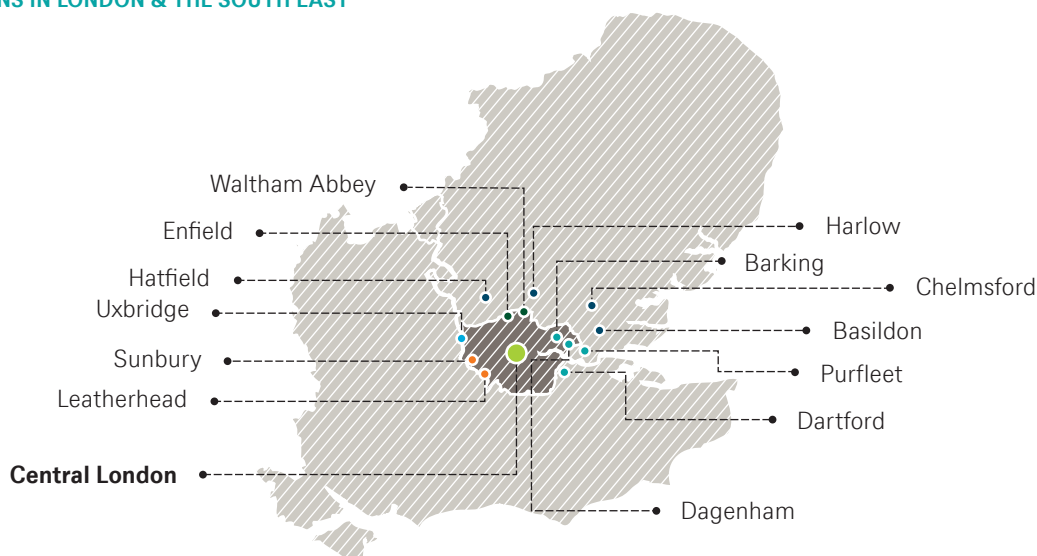 IN LONDON & THE SOUTH EAST
Waltham Abbey
Enfield
Harlow
Barking
Hatfield
Chelmsford
Uxbridge
Basildon
Sunbury
Purfleet
Leatherhead
Dartford
Central London
Dagenham